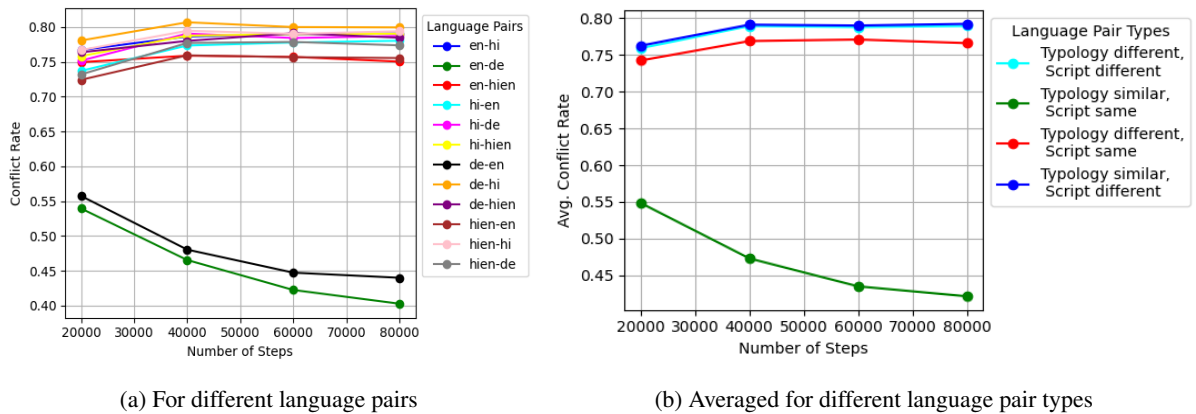 0.80
0.75
0.70
0.65
0.60
0.55
0.50
0.45
0.40
Conflict Rate
20000 30000 40000 50000 60000 70000 80000
Number of Steps
Language Pairs
en-hi
en-de
en-hien
hi-en
hi-de
hi-hien
de-en
de-hi
de-hien
hien-en
hien-hi
hien-de
(a) For different language pairs
0.80
0.75
0.70
0.65
0.60
0.55
0.50
0.45
Avg. Conflict Rate
20000 30000 40000 50000 60000 70000 80000
Number of Steps
Language Pair Types
Typology different,
Script different
Typology similar,
Script same
Typology different,
Script same
Typology similar,
Script different
(b) Averaged for different language pair types